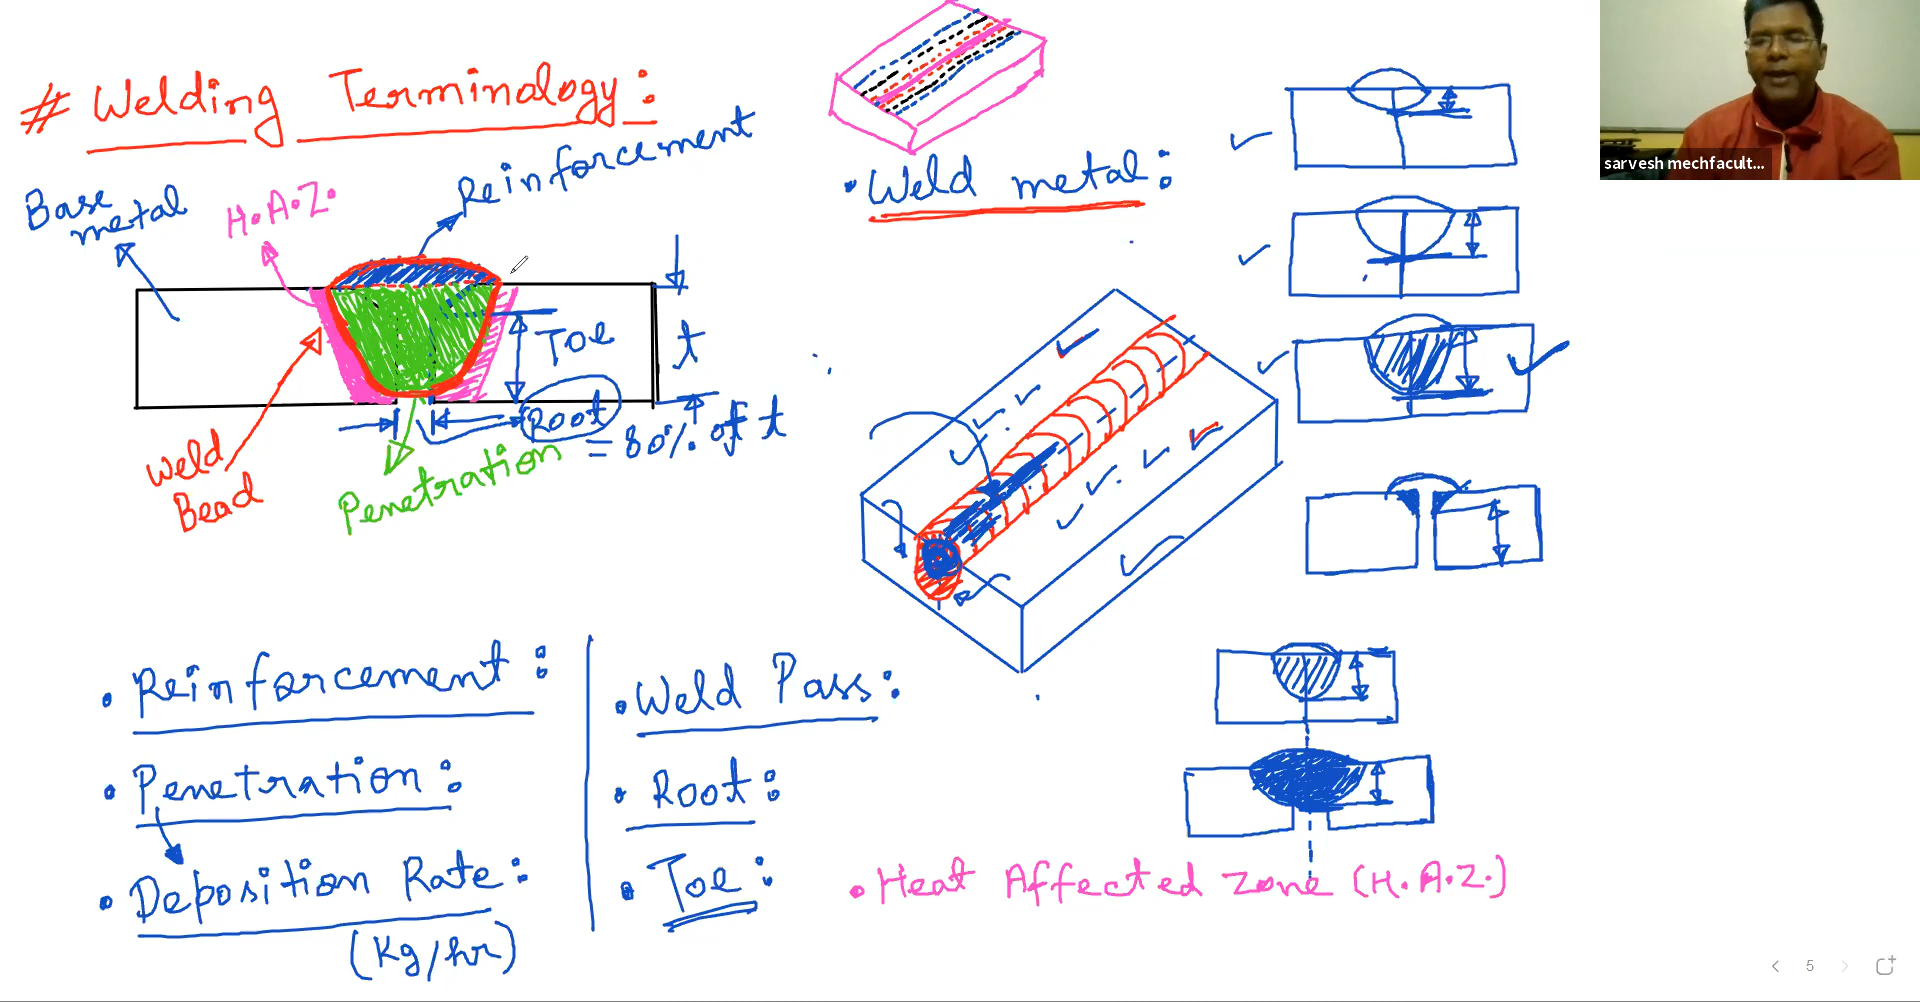 # Welding Terminology:
Base metal
H.A.Z.
Reinforcement
• Weld metal:
sarvesh mechfacult...
Toe
t
Root
= 80% of t
Weld Bead
Penetration
• Reinforcement:
• Penetration:
• Deposition Rate:
(Kg/hr)
• Weld Pass:
• Root:
• Toe:
• Heat Affected Zone (H.A.Z.)
5